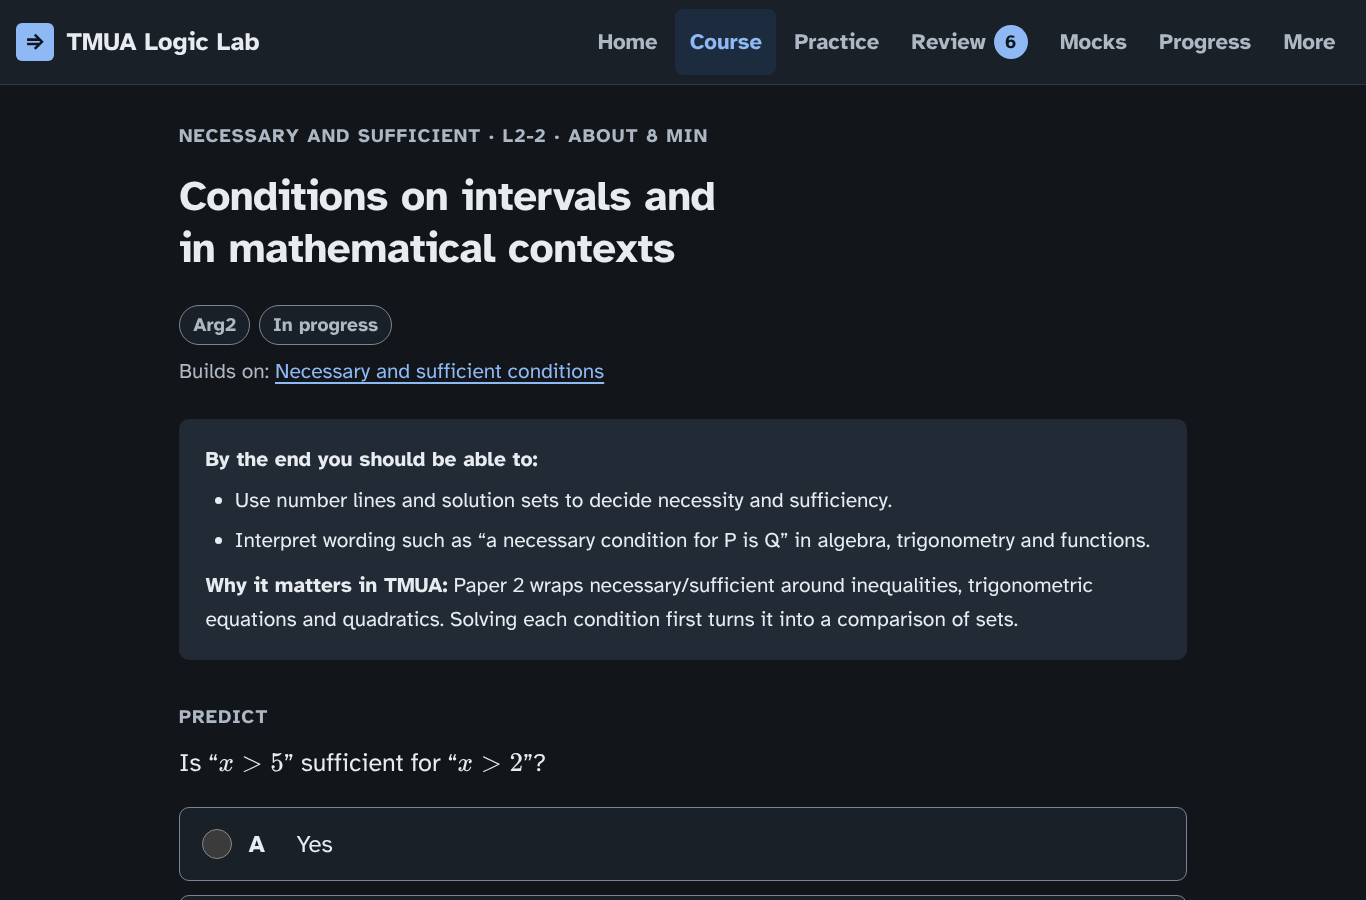 TMUA Logic Lab
Home Course Practice Review 6 Mocks Progress More
NECESSARY AND SUFFICIENT · L2-2 · ABOUT 8 MIN
Conditions on intervals and
in mathematical contexts
Arg2 In progress
Builds on: Necessary and sufficient conditions
By the end you should be able to:
• Use number lines and solution sets to decide necessity and sufficiency.
• Interpret wording such as “a necessary condition for P is Q” in algebra, trigonometry and functions.
Why it matters in TMUA: Paper 2 wraps necessary/sufficient around inequalities, trigonometric
equations and quadratics. Solving each condition first turns it into a comparison of sets.
PREDICT
Is “x > 5” sufficient for “x > 2”?
A Yes